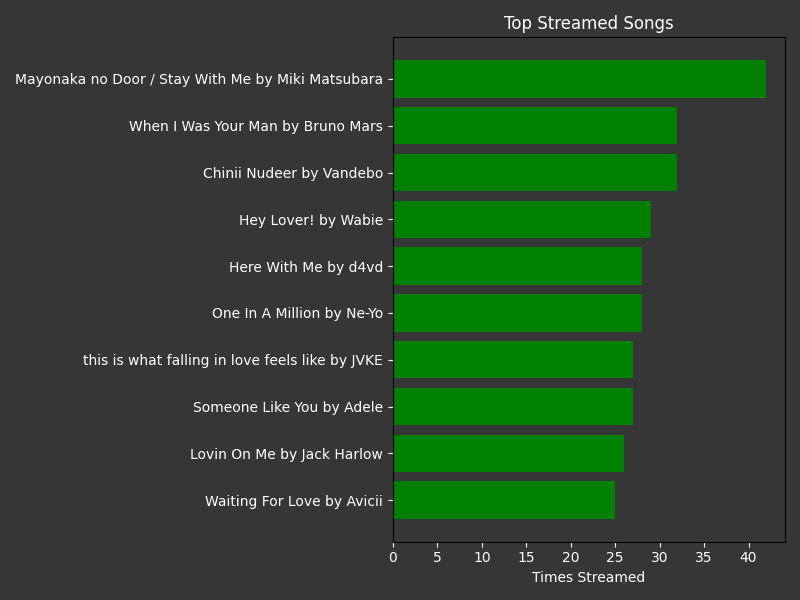 Top Streamed Songs
Mayonaka no Door / Stay With Me by Miki Matsubara
When I Was Your Man by Bruno Mars
Chinii Nudeer by Vandebo
Hey Lover! by Wabie
Here With Me by d4vd
One In A Million by Ne-Yo
this is what falling in love feels like by JVKE
Someone Like You by Adele
Lovin On Me by Jack Harlow
Waiting For Love by Avicii
0 5 10 15 20 25 30 35 40
Times Streamed